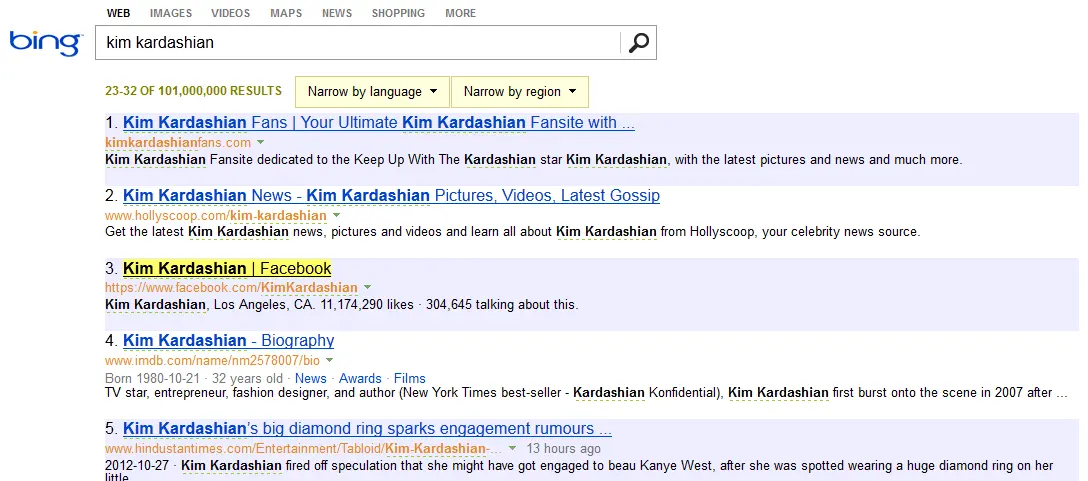 WEB IMAGES VIDEOS MAPS NEWS SHOPPING MORE
bing
kim kardashian
23-32 OF 101,000,000 RESULTS Narrow by language Narrow by region
1. Kim Kardashian Fans | Your Ultimate Kim Kardashian Fansite with ...
kimkardashianfans.com
Kim Kardashian Fansite dedicated to the Keep Up With The Kardashian star Kim Kardashian, with the latest pictures and news and much more.
2. Kim Kardashian News - Kim Kardashian Pictures, Videos, Latest Gossip
www.hollyscoop.com/kim-kardashian
Get the latest Kim Kardashian news, pictures and videos and learn all about Kim Kardashian from Hollyscoop, your celebrity news source.
3. Kim Kardashian | Facebook
https://www.facebook.com/KimKardashian
Kim Kardashian, Los Angeles, CA. 11,174,290 likes · 304,645 talking about this.
4. Kim Kardashian - Biography
www.imdb.com/name/nm2578007/bio
Born 1980-10-21 · 32 years old · News · Awards · Films
TV star, entrepreneur, fashion designer, and author (New York Times best-seller - Kardashian Konfidential), Kim Kardashian first burst onto the scene in 2007 after ...
5. Kim Kardashian's big diamond ring sparks engagement rumours ...
www.hindustantimes.com/Entertainment/Tabloid/Kim-Kardashian-... 13 hours ago
2012-10-27 · Kim Kardashian fired off speculation that she might have got engaged to beau Kanye West, after she was spotted wearing a huge diamond ring on her
little